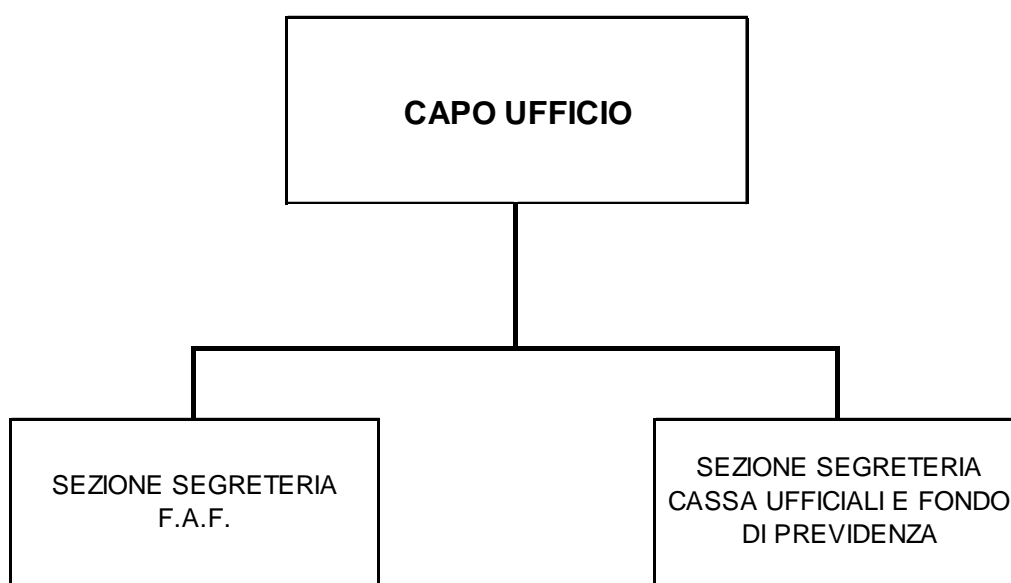 CAPO UFFICIO
SEZIONE SEGRETERIA
F.A.F.
SEZIONE SEGRETERIA
CASSA UFFICIALI E FONDO
DI PREVIDENZA